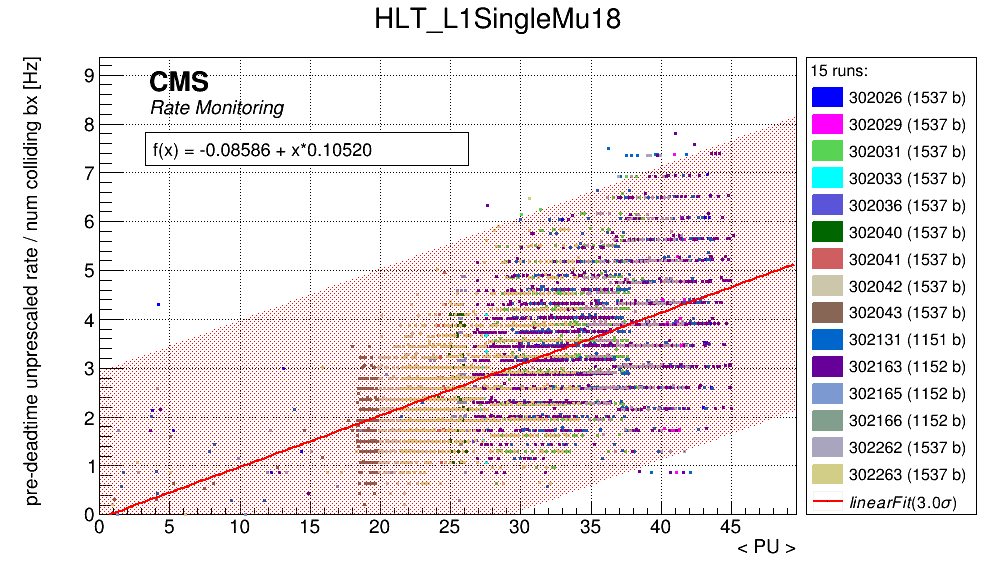 HLT_L1SingleMu18
pre-deadtime unprescaled rate / num colliding bx [Hz]
CMS
Rate Monitoring
f(x) = -0.08586 + x*0.10520
9
8
7
6
5
4
3
2
1
0
0 5 10 15 20 25 30 35 40 45
< PU >
15 runs:
302026 (1537 b)
302029 (1537 b)
302031 (1537 b)
302033 (1537 b)
302036 (1537 b)
302040 (1537 b)
302041 (1537 b)
302042 (1537 b)
302043 (1537 b)
302131 (1151 b)
302163 (1152 b)
302165 (1152 b)
302166 (1152 b)
302262 (1537 b)
302263 (1537 b)
linearFit(3.0σ)